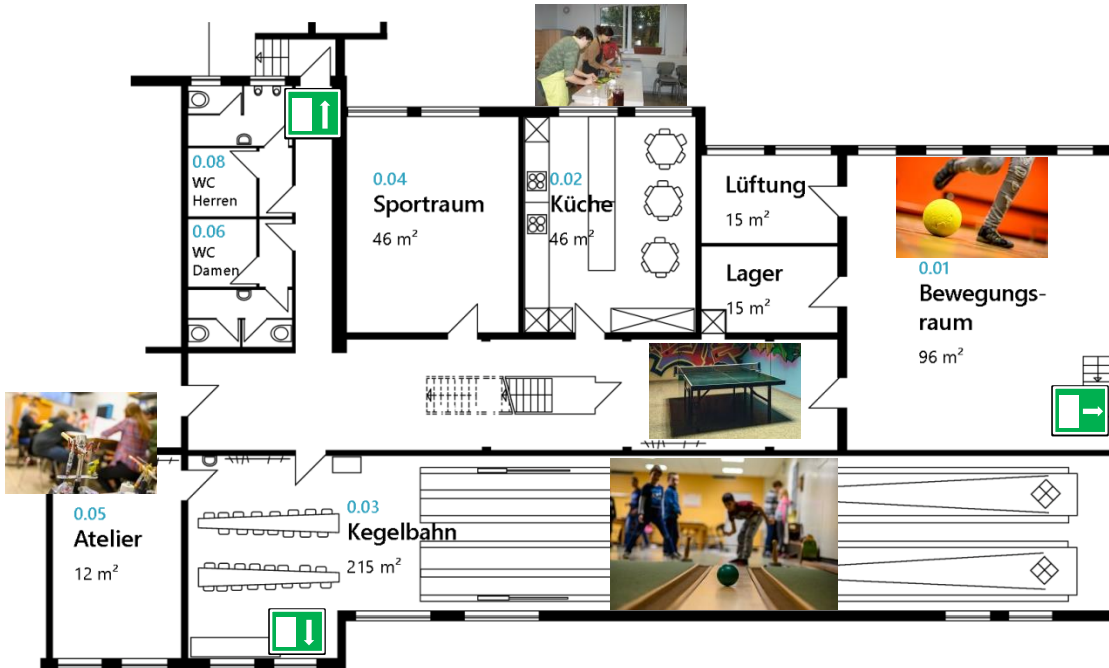 0.08
WC
Herren
0.06
WC
Damen
0.04
Sportraum
46 m²
0.02
Küche
46 m²
Lüftung
15 m²
Lager
15 m²
0.01
Bewegungs-
raum
96 m²
0.05
Atelier
12 m²
0.03
Kegelbahn
215 m²